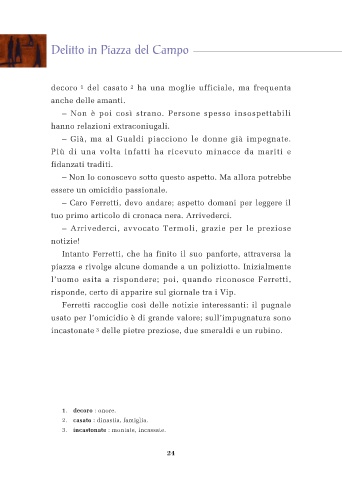 Delitto in Piazza del Campo
decoro 1 del casato 2 ha una moglie ufficiale, ma frequenta
anche delle amanti.
– Non è poi così strano. Persone spesso insospettabili
hanno relazioni extraconiugali.
– Già, ma al Gualdi piacciono le donne già impegnate.
Più di una volta infatti ha ricevuto minacce da mariti e
fidanzati traditi.
– Non lo conoscevo sotto questo aspetto. Ma allora potrebbe
essere un omicidio passionale.
– Caro Ferretti, devo andare; aspetto domani per leggere il
tuo primo articolo di cronaca nera. Arrivederci.
– Arrivederci, avvocato Termoli, grazie per le preziose
notizie!
Intanto Ferretti, che ha finito il suo panforte, attraversa la
piazza e rivolge alcune domande a un poliziotto. Inizialmente
l'uomo esita a rispondere; poi, quando riconosce Ferretti,
risponde, certo di apparire sul giornale tra i Vip.
Ferretti raccoglie così delle notizie interessanti: il pugnale
usato per l'omicidio è di grande valore; sull'impugnatura sono
incastonate 3 delle pietre preziose, due smeraldi e un rubino.
1. decoro : onore.
2. casato : dinastia, famiglia.
3. incastonate : montate, incassate.
24